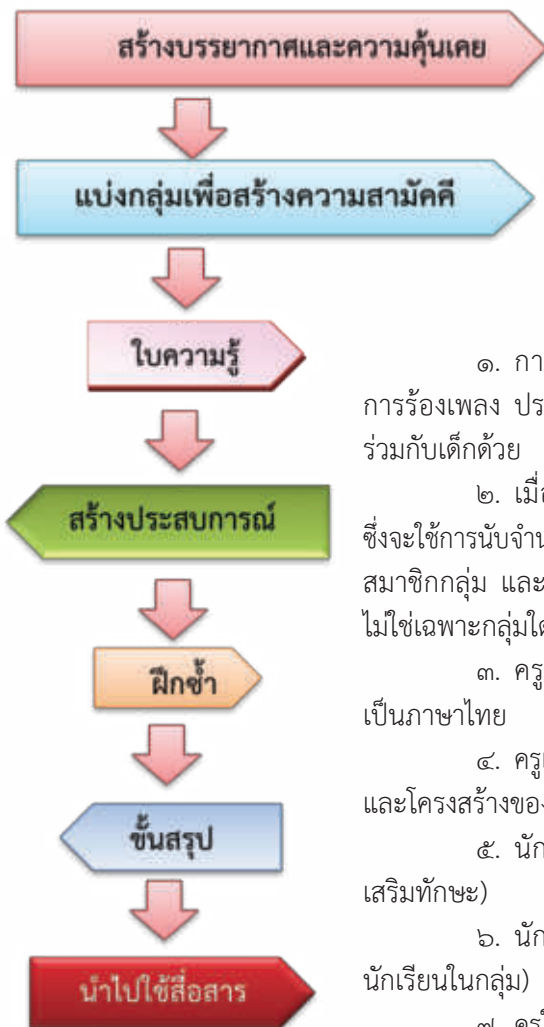 สร้างบรรยากาศและความคุ้นเคย
แบ่งกลุ่มเพื่อสร้างความสามัคคี
ใบความรู้
สร้างประสบการณ์
ฝึกซ้ำ
ขั้นสรุป
นำไปใช้สื่อสาร
๑. กา
การร้องเพลง ปร
ร่วมกับเด็กด้วย
๒. เมื่อ
ซึ่งจะใช้การนับจำน
สมาชิกกลุ่ม และ
ไม่ใช่เฉพาะกลุ่มใด
๓. ครู
เป็นภาษาไทย
๔. ครู
และโครงสร้างของ
๕. นัก
เสริมทักษะ)
๖. นัก
นักเรียนในกลุ่ม)